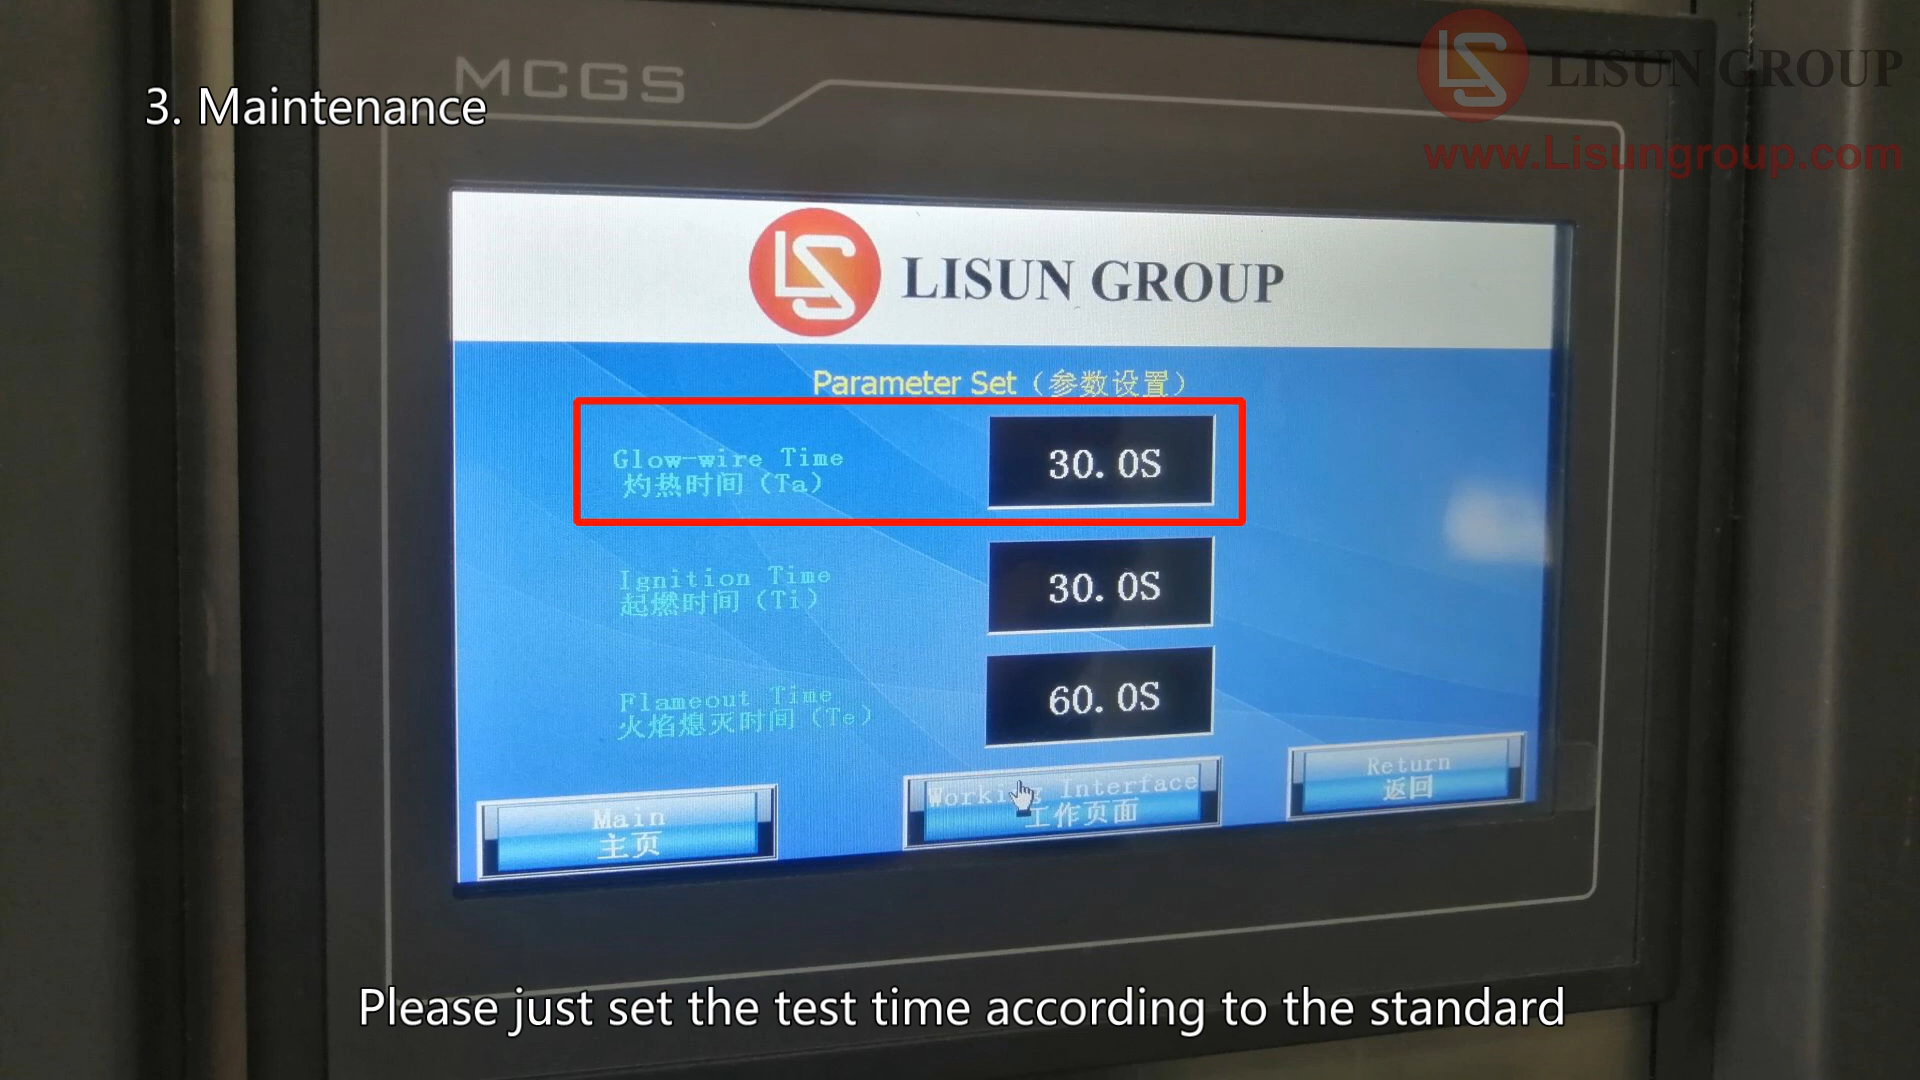 MCGS
3. Maintenance
LISUN GROUP
www.Lisungroup.com
LS LISUN GROUP
Parameter Set（参数设置）
Glow-wire Time
灼热时间（Ta）
30.0S
Ignition Time
起燃时间（Ti）
30.0S
Flameout Time
火焰熄灭时间（Te）
60.0S
Main
主页
Working Interface
工作页面
Return
返回
Please just set the test time according to the standard